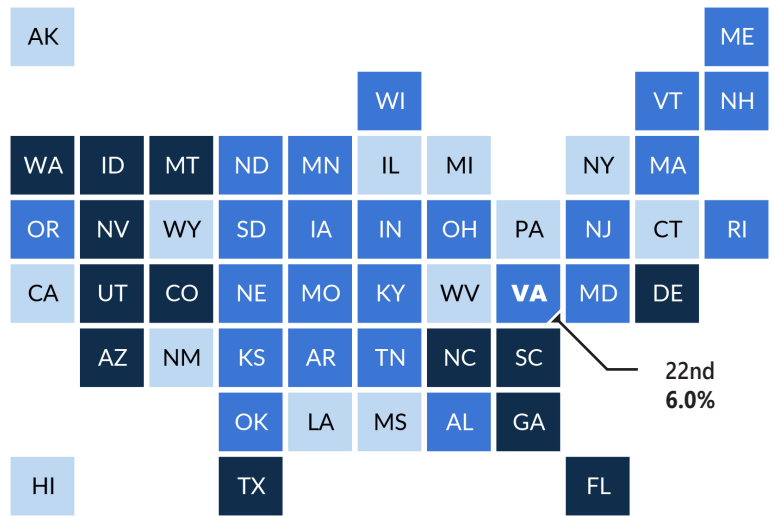 AK ME
WI VT NH
WA ID MT ND MN IL MI NY MA
OR NV WY SD IA IN OH PA NJ CT RI
CA UT CO NE MO KY WV VA MD DE
AZ NM KS AR TN NC SC
22nd
6.0%
OK LA MS AL GA
HI TX FL